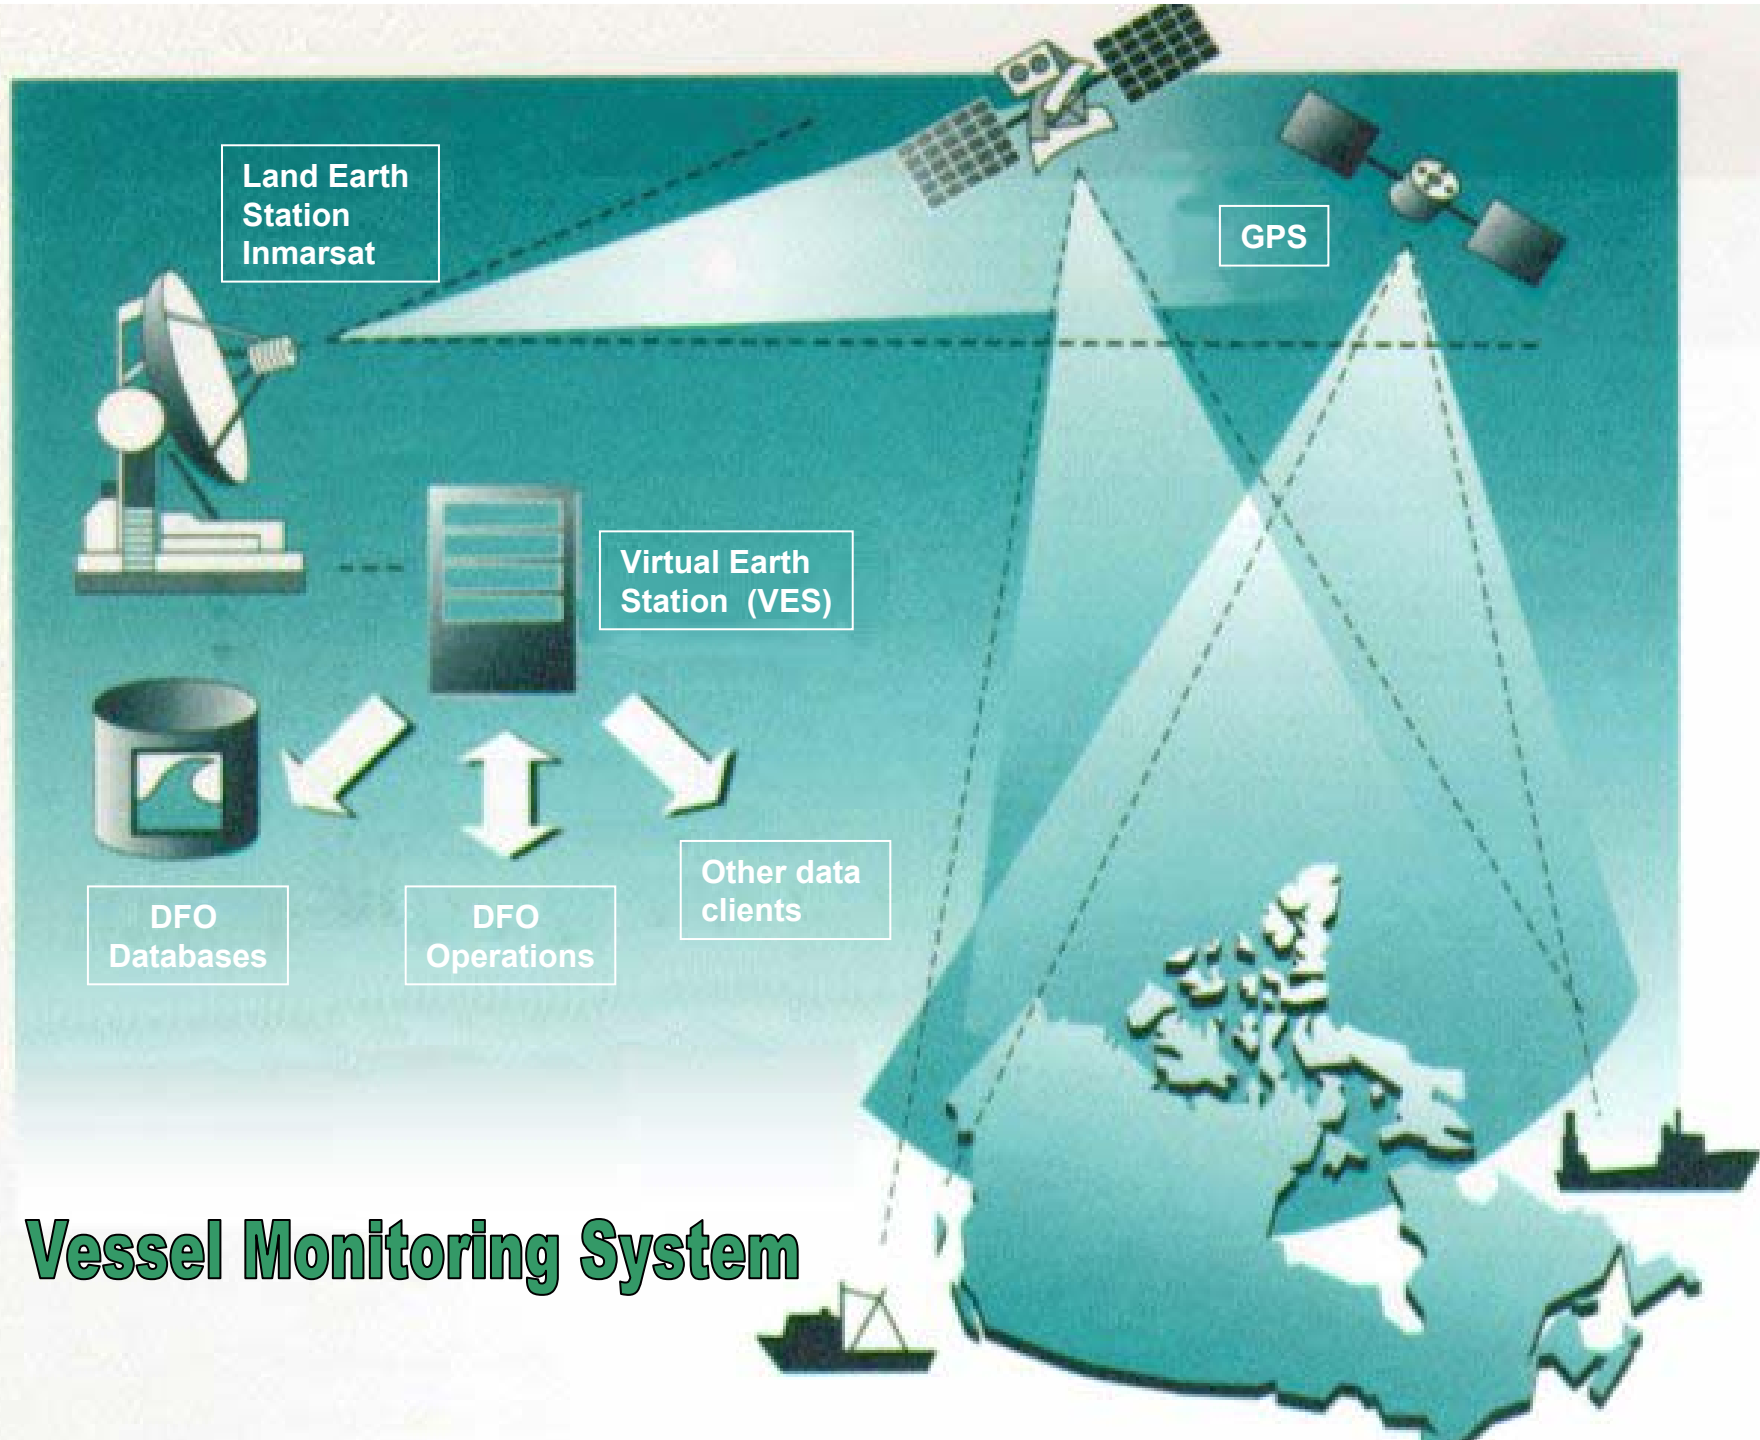 Land Earth
Station
Inmarsat
GPS
Virtual Earth
Station (VES)
Other data
clients
DFO
Databases
DFO
Operations
Vessel Monitoring System